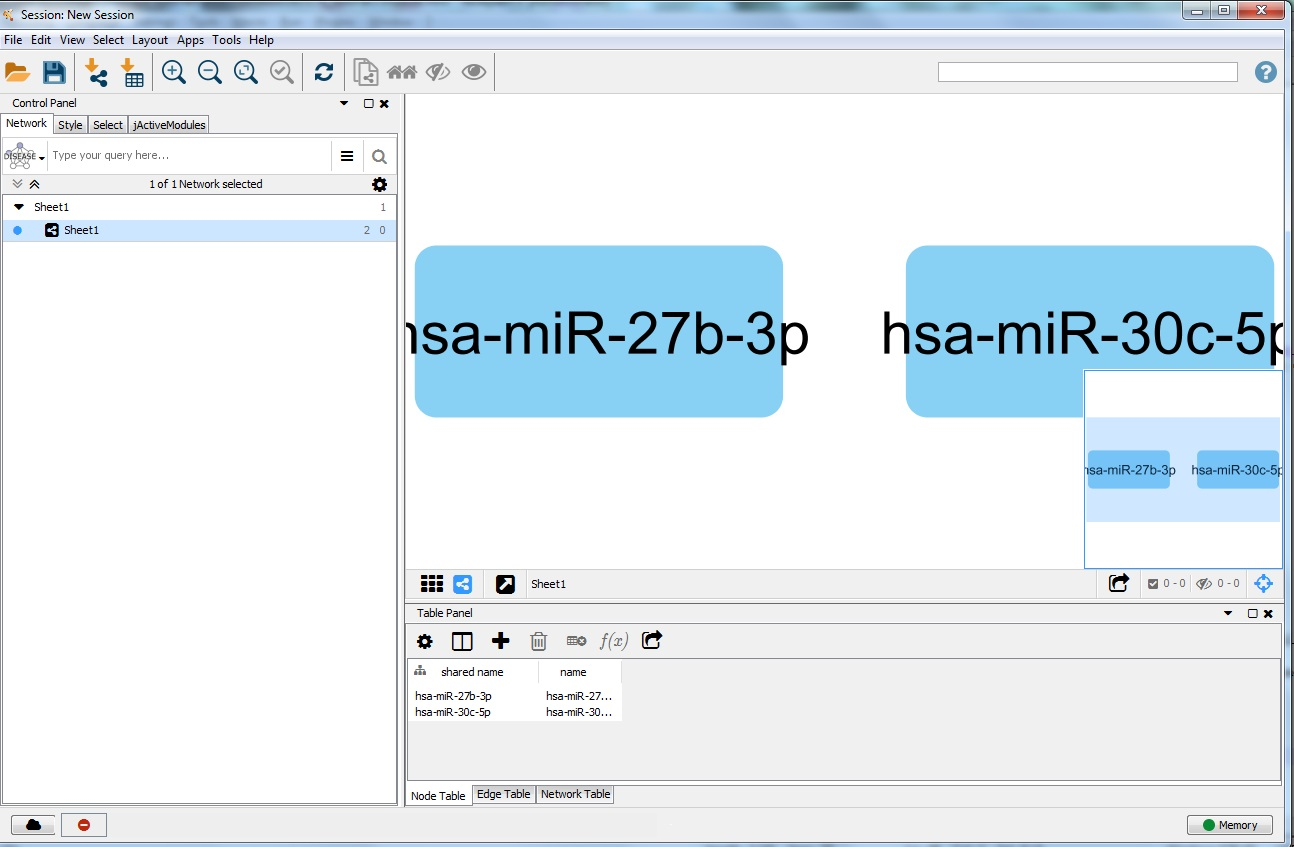 Session: New Session
File Edit View Select Layout Apps Tools Help
Control Panel
Network Style Select jActiveModules
DISEASE Type your query here...
1 of 1 Network selected
Sheet1 1
Sheet1 2 0
hsa-miR-27b-3p hsa-miR-30c-5p
hsa-miR-27b-3p hsa-miR-30c-5p
Sheet1 0 - 0 0 - 0
Table Panel
f(x)
shared name name
hsa-miR-27b-3p hsa-miR-27...
hsa-miR-30c-5p hsa-miR-30...
Node Table Edge Table Network Table
Memory